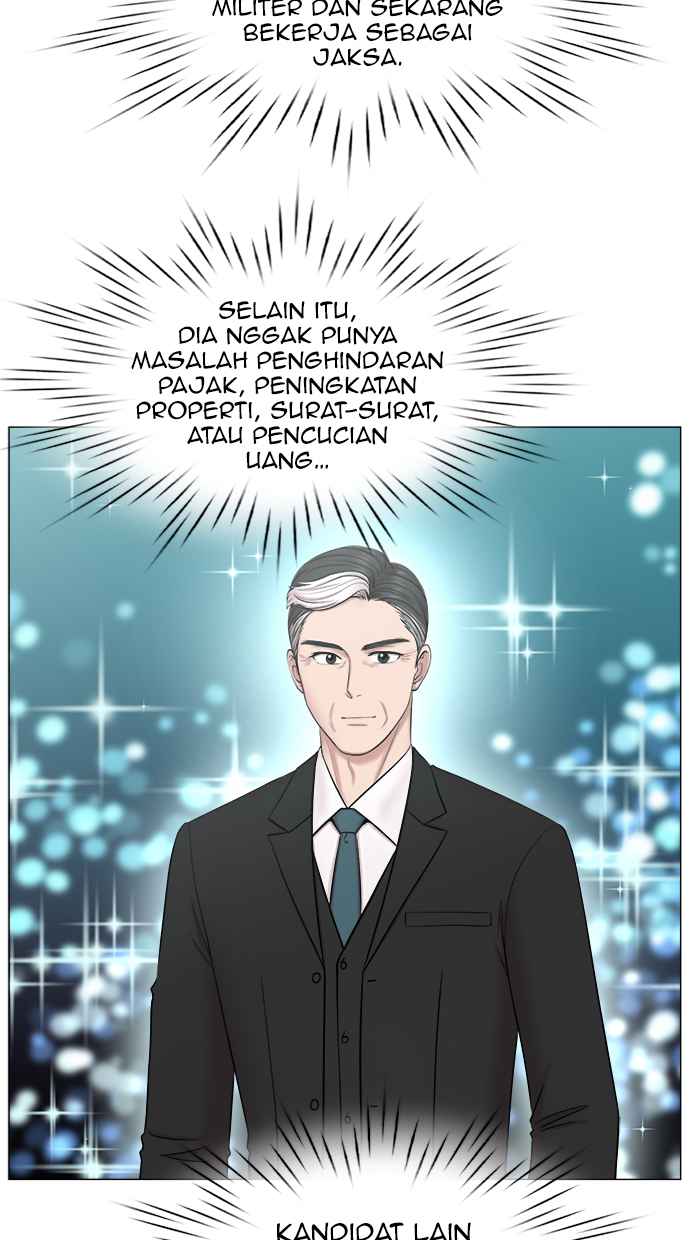 MILITER DAN SEKARANG
BEKERJA SEBAGAI
JAKSA.
SELAIN ITU,
DIA NGGAK PUNYA
MASALAH PENGHINDARAN
PAJAK, PENINGKATAN
PROPERTI, SURAT-SURAT,
ATAU PENCUCIAN
UANG...
KANDIDAT LAIN